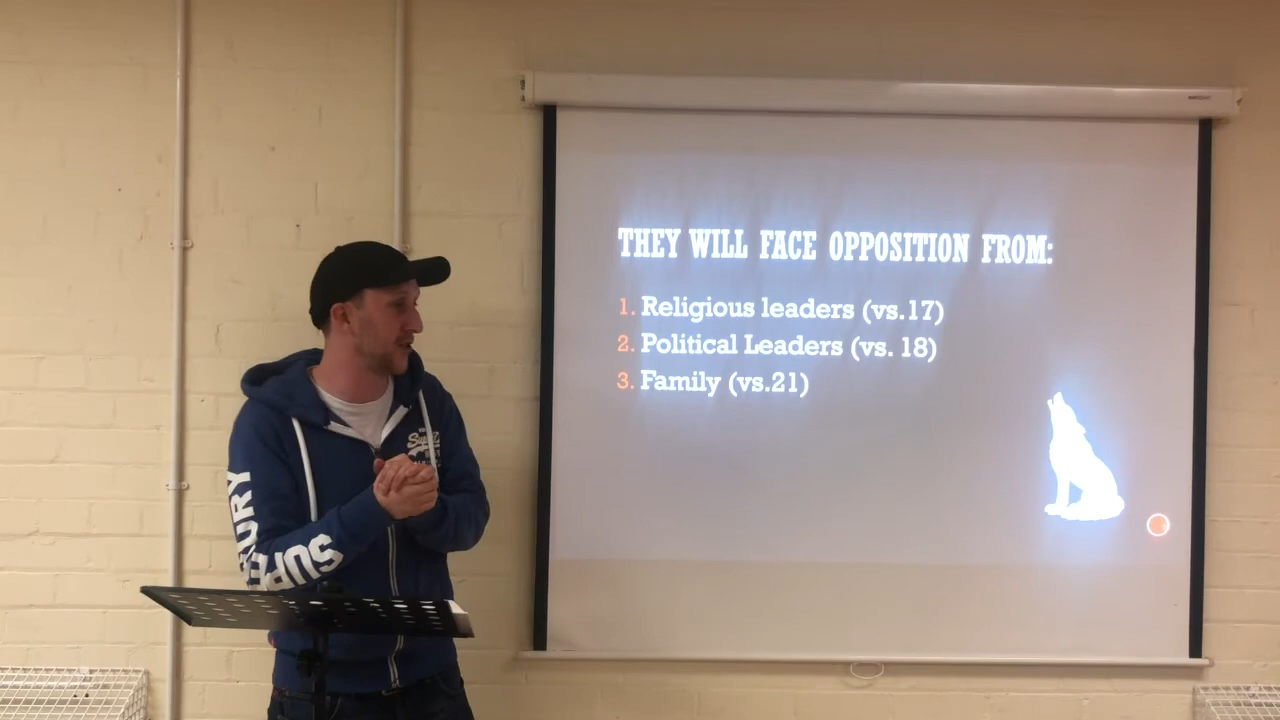 THEY WILL FACE OPPOSITION FROM:
1. Religious leaders (vs.17)
2. Political Leaders (vs. 18)
3. Family (vs.21)